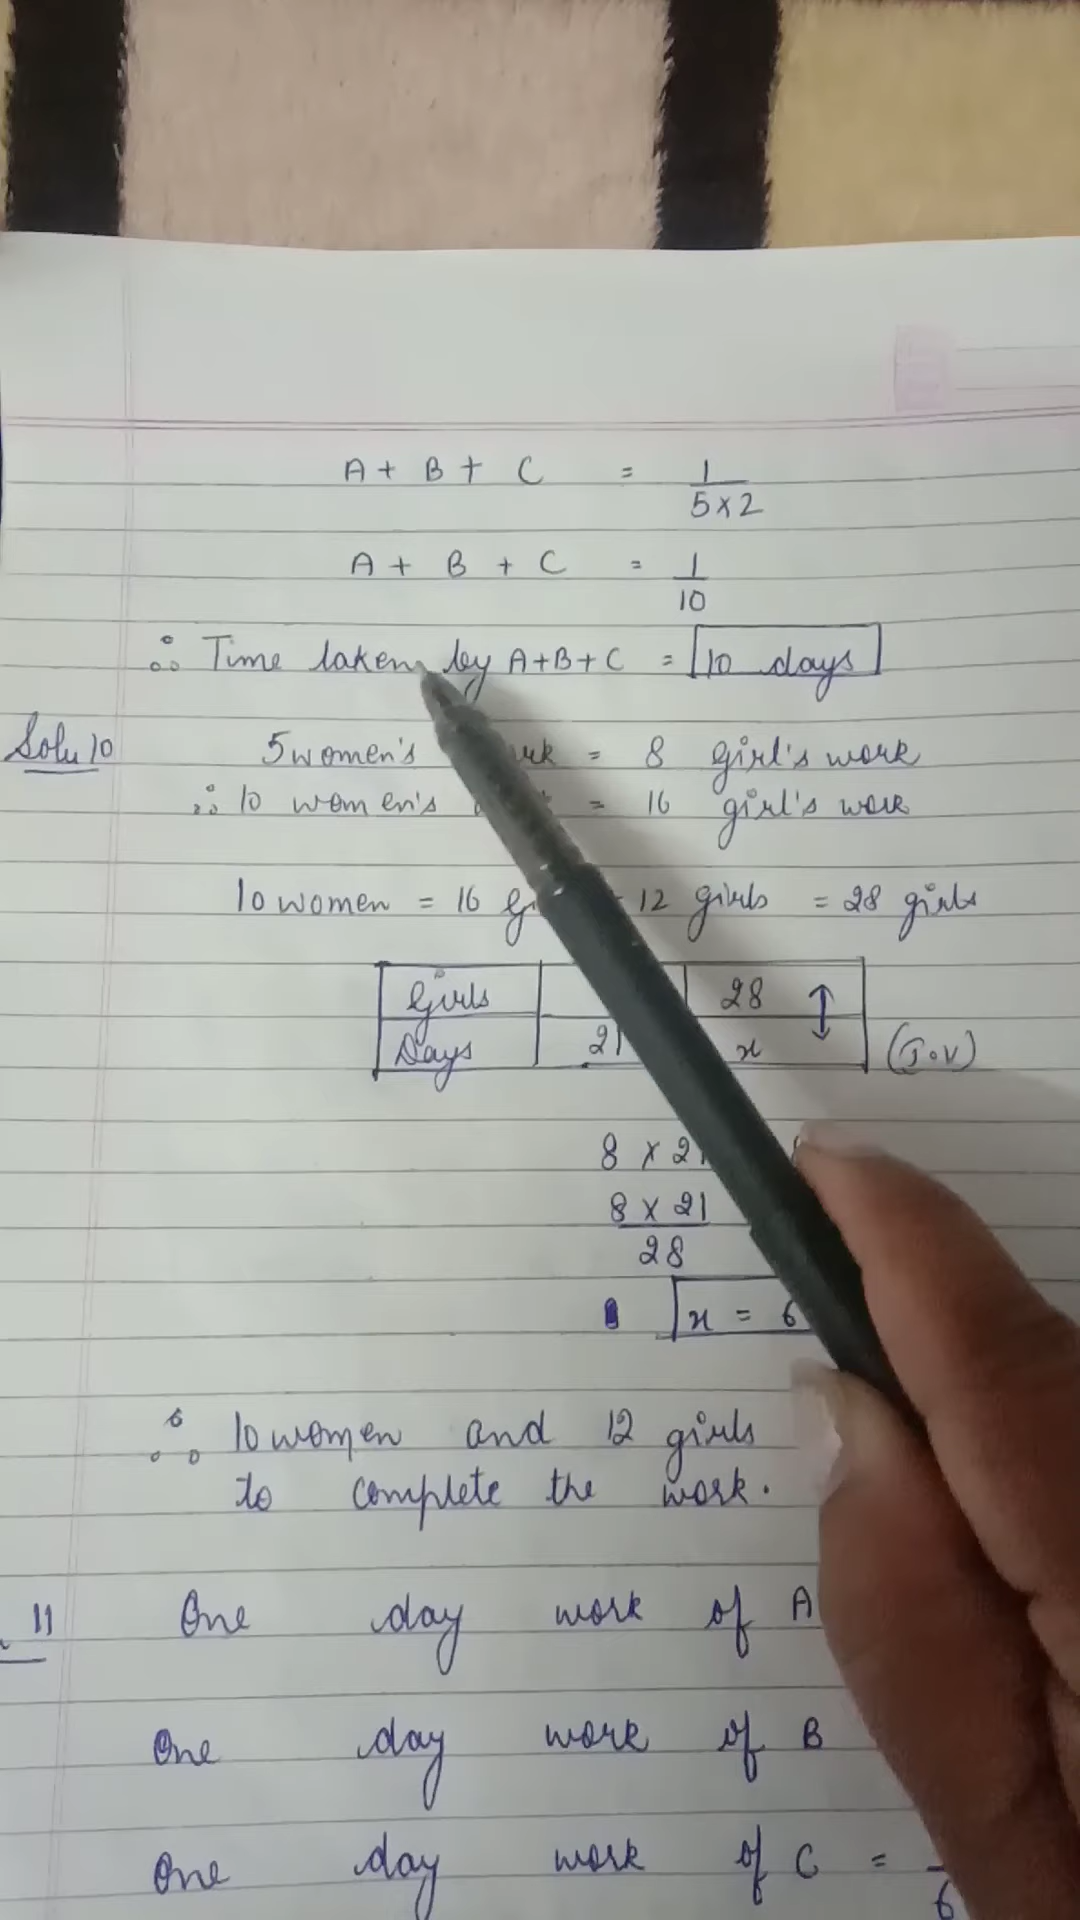 A + B + C = 1
5×2
A + B + C = 1
10
∴ Time taken by A+B+C = 10 days
Solu 10 5 women's = 8 girl's work
∴ 10 women's = 16 girl's work
10 women = 16 12 girls = 28 girls
Girls 28 ↕
Days 21 x (I.V)
8 × 21
8 × 21
28
x = 6
∴ 10 women and 12 girls
to complete the work.
11 One day work of A
One day work of B
One day work of C =
6